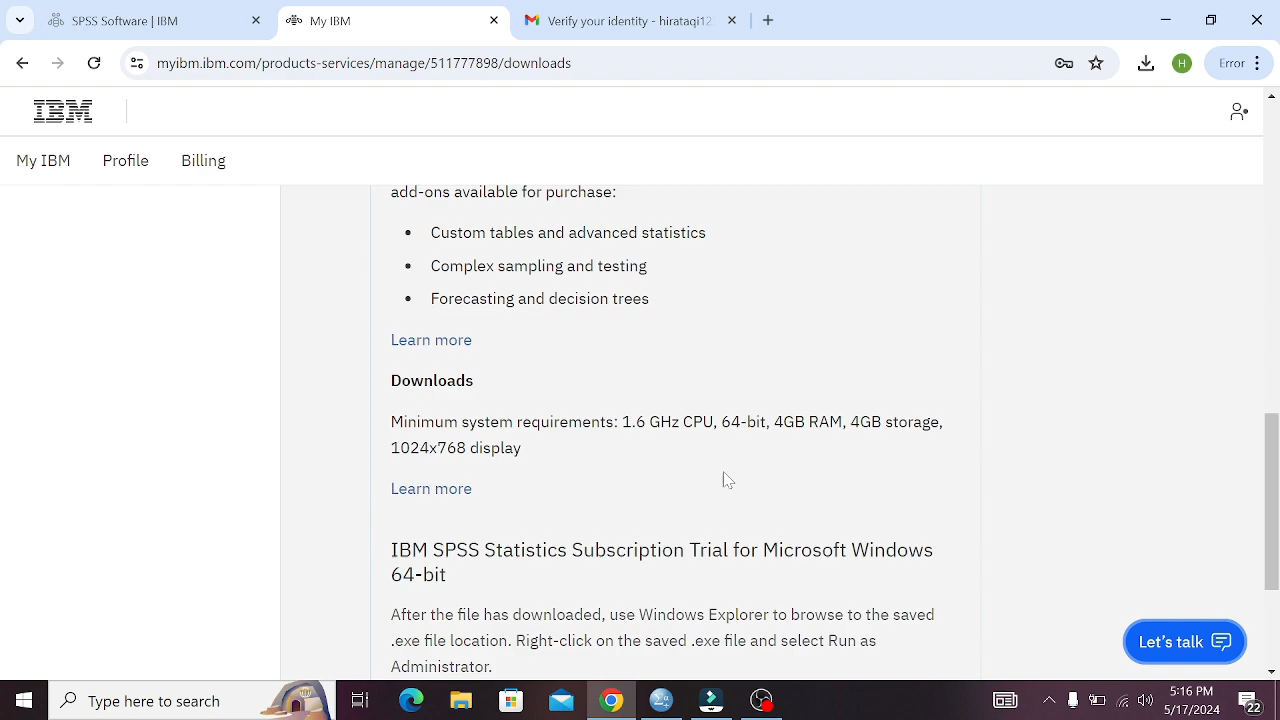 SPSS Software | IBM
My IBM
Verify your identity - hirataqi12
myibm.ibm.com/products-services/manage/511777898/downloads
H
Error
IBM
My IBM Profile Billing
add-ons available for purchase:
• Custom tables and advanced statistics
• Complex sampling and testing
• Forecasting and decision trees
Learn more
Downloads
Minimum system requirements: 1.6 GHz CPU, 64-bit, 4GB RAM, 4GB storage,
1024x768 display
Learn more
IBM SPSS Statistics Subscription Trial for Microsoft Windows
64-bit
After the file has downloaded, use Windows Explorer to browse to the saved
.exe file location. Right-click on the saved .exe file and select Run as
Administrator.
Let's talk
Type here to search
5:16 PM
5/17/2024
22